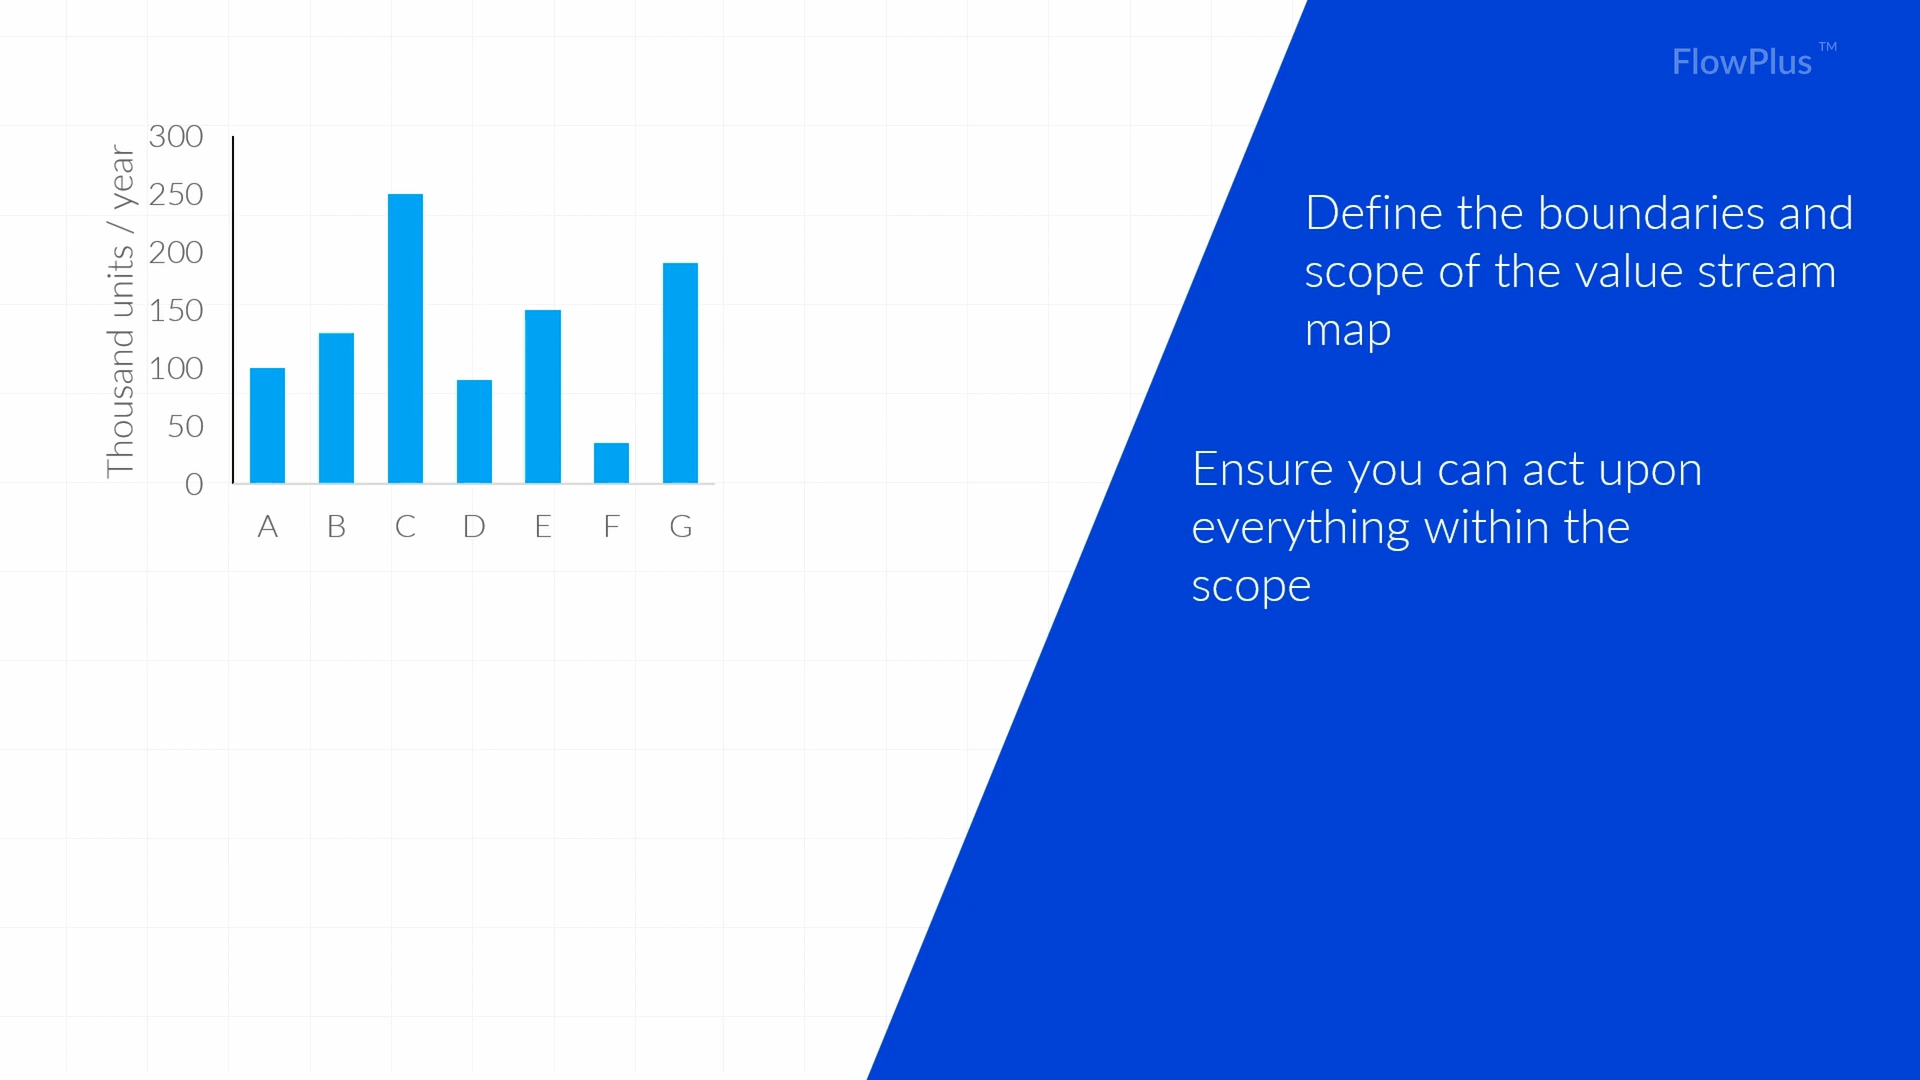 FlowPlus™
Thousand units / year
300
250
200
150
100
50
0
A B C D E F G
Define the boundaries and
scope of the value stream
map
Ensure you can act upon
everything within the
scope